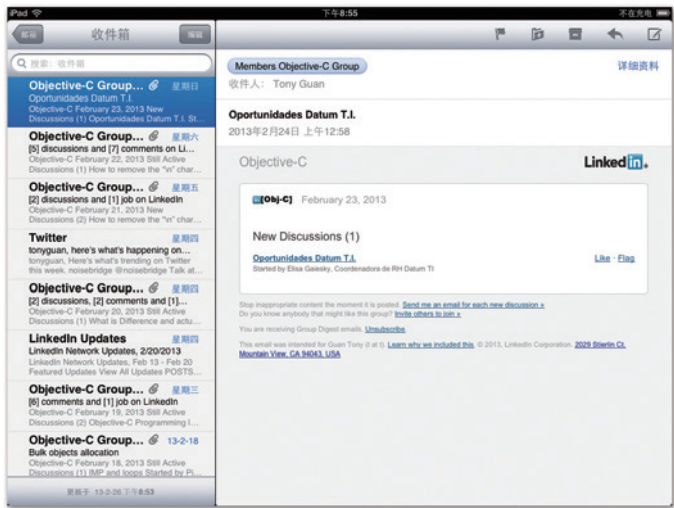 iPad
下午8:55
不在充电
邮箱
收件箱
编辑
搜索：收件箱
Objective-C Group...
星期日
Oportunidades Datum T.I.
Objective-C February 23, 2013 New
Discussions (1) Oportunidades Datum T.I. St...
Objective-C Group...
星期六
[5] discussions and [7] comments on Li...
Objective-C February 22, 2013 Still Active
Discussions (1) How to remove the "\n" char...
Objective-C Group...
星期五
[2] discussions and [1] job on LinkedIn
Objective-C February 21, 2013 New
Discussions (2) How to remove the "\n" char...
Twitter
星期四
tonyguan, here's what's happening on...
tonyguan, Here's what's trending on Twitter
this week. noisebridge @noisebridge Talk at...
Objective-C Group...
星期四
[2] discussions, [2] comments and [1]...
Objective-C February 20, 2013 Still Active
Discussions (1) What is Difference and actu...
LinkedIn Updates
星期四
LinkedIn Network Updates, 2/20/2013
LinkedIn Network Updates, Feb 13 - Feb 20
Featured Updates View All Updates POSTS...
Objective-C Group...
星期三
[6] comments and [1] job on LinkedIn
Objective-C February 19, 2013 Still Active
Discussions (2) Objective-C Programming I...
Objective-C Group...
13-2-18
Bulk objects allocation
Objective-C February 18, 2013 Still Active
Discussions (1) IMP and loops Started by Pi...
更新于 13-2-26 下午8:53
Members Objective-C Group
详细资料
收件人： Tony Guan
Oportunidades Datum T.I.
2013年2月24日 上午12:58
Objective-C
Linked in.
[Obj-C] February 23, 2013
New Discussions (1)
Oportunidades Datum T.I.
Like · Flag
Started by Elisa Gaiesky, Coordenadora de RH Datum TI
Stop inappropriate content the moment it is posted. Send me an email for each new discussion »
Do you know anybody that might like this group? Invite others to join »
You are receiving Group Digest emails. Unsubscribe.
This email was intended for Guan Tony (t at t). Learn why we included this. © 2013, LinkedIn Corporation. 2029 Stierlin Ct.
Mountain View, CA 94043, USA